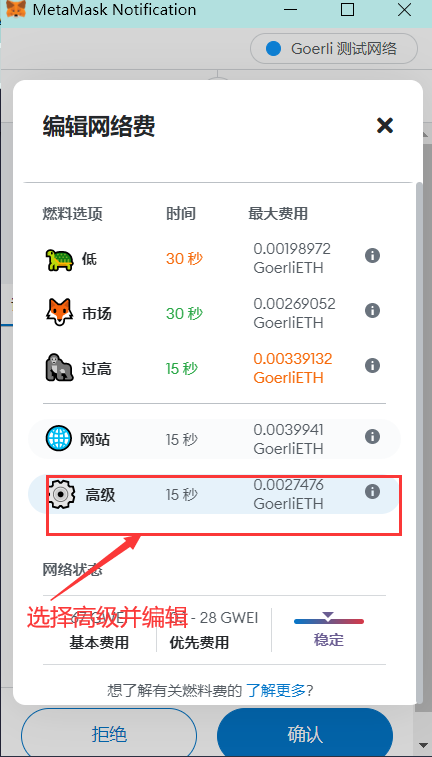 MetaMask Notification
Goerli 测试网络
编辑网络费
燃料选项 时间 最大费用
低 30 秒 0.00198972 GoerliETH
市场 30 秒 0.00269052 GoerliETH
过高 15 秒 0.00339132 GoerliETH
网站 15 秒 0.0039941 GoerliETH
高级 15 秒 0.0027476 GoerliETH
网络状态
选择高级并编辑
- 28 GWEI
基本费用 优先费用 稳定
想了解有关燃料费的 了解更多?
拒绝 确认